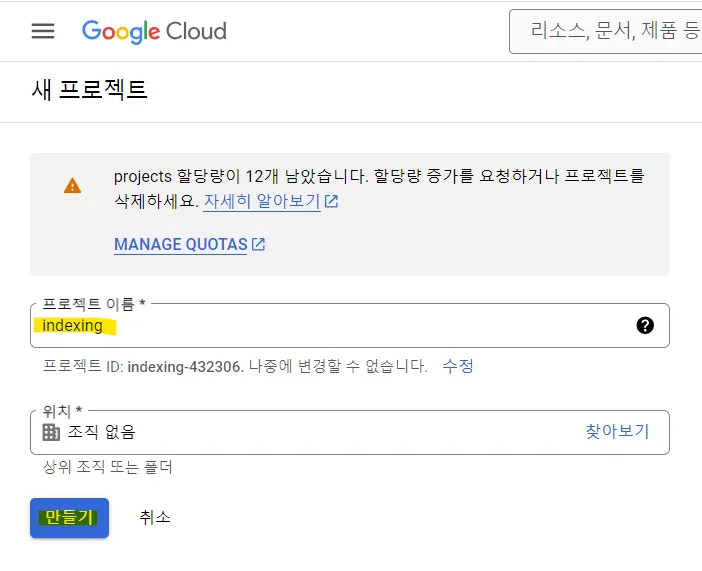 Google Cloud
리소스, 문서, 제품 등
새 프로젝트
projects 할당량이 12개 남았습니다. 할당량 증가를 요청하거나 프로젝트를
삭제하세요. 자세히 알아보기
MANAGE QUOTAS
프로젝트 이름 *
indexing
?
프로젝트 ID: indexing-432306. 나중에 변경할 수 없습니다. 수정
위치 *
조직 없음 찾아보기
상위 조직 또는 폴더
만들기 취소